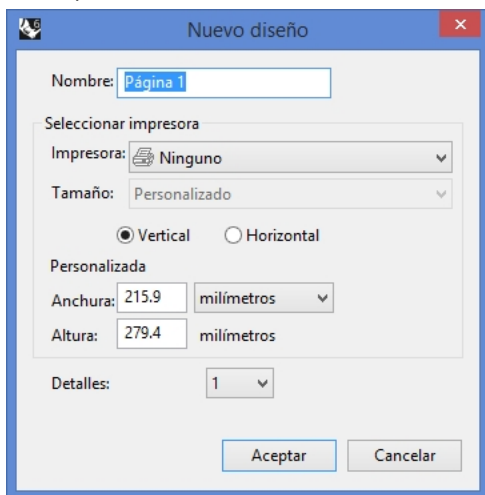 Nuevo diseño
Nombre: Página 1
Seleccionar impresora
Impresora: Ninguno
Tamaño: Personalizado
Vertical Horizontal
Personalizada
Anchura: 215.9 milímetros
Altura: 279.4 milímetros
Detalles: 1
Aceptar Cancelar